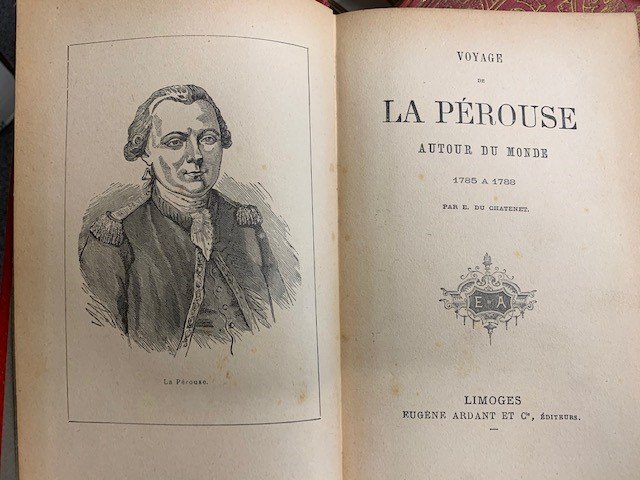 La Pérouse.
VOYAGE
DE
LA PÉROUSE
AUTOUR DU MONDE
1785 A 1788
PAR E. DU CHATENET.
E A
LIMOGES
EUGÈNE ARDANT ET Cie, ÉDITEURS.